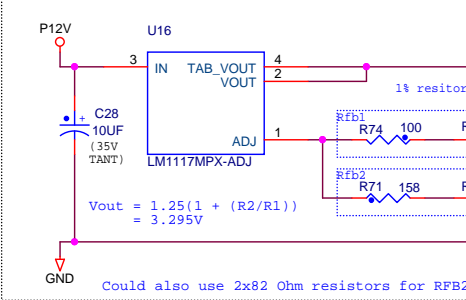 P12V
U16
3
IN
TAB_VOUT
4
VOUT
2
1% resitor
C28
+
10UF
(35V
TANT)
ADJ
1
LM1117MPX-ADJ
Rfb1
R74
100
Rfb2
R71
158
Vout = 1.25(1 + (R2/R1))
= 3.295V
GND
Could also use 2x82 Ohm resistors for RFB2